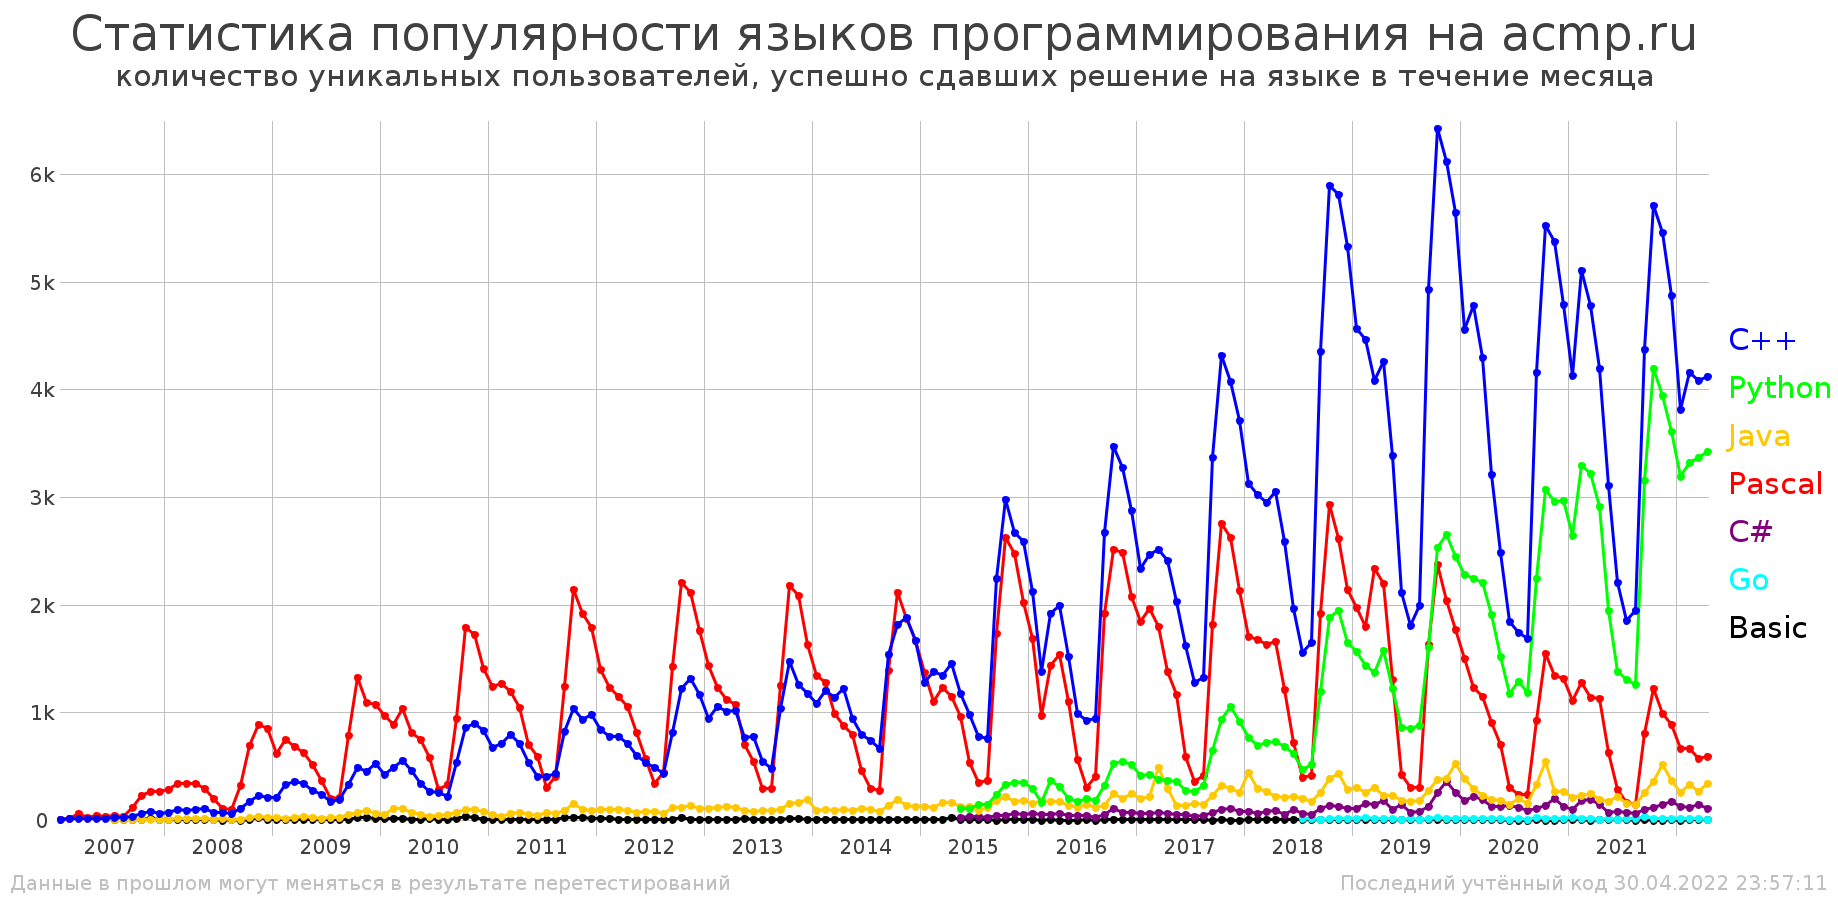 Статистика популярности языков программирования на acmp.ru
количество уникальных пользователей, успешно сдавших решение на языке в течение месяца
6k
5k
4k
3k
2k
1k
0
C++
Python
Java
Pascal
C#
Go
Basic
2007 2008 2009 2010 2011 2012 2013 2014 2015 2016 2017 2018 2019 2020 2021
Данные в прошлом могут меняться в результате перетестирований
Последний учтённый код 30.04.2022 23:57:11